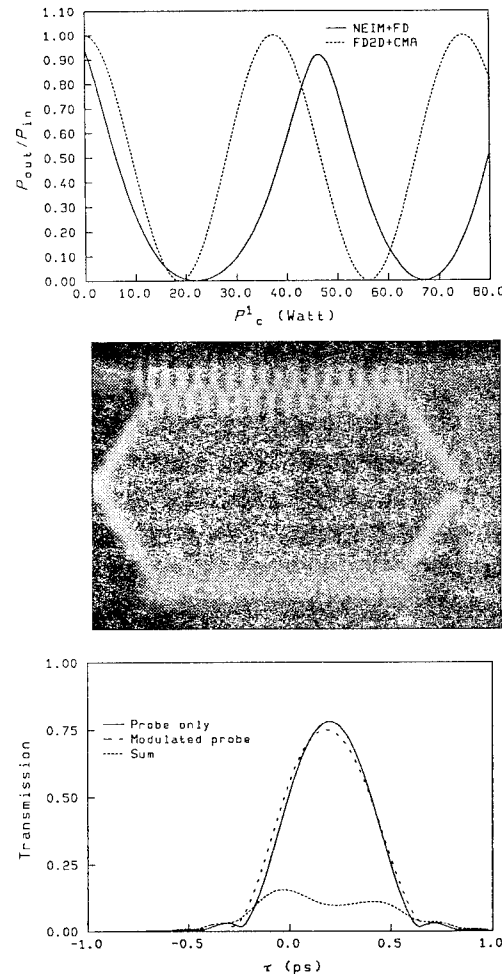 1.10
1.00
0.90
0.80
0.70
0.60
0.50
0.40
0.30
0.20
0.10
0.00
P out / P in
NEIM+FD
FD2D+CMA
0.0 10.0 20.0 30.0 40.0 50.0 60.0 70.0 80.0
P¹c (Watt)
1.00
0.75
0.50
0.25
0.00
Transmission
Probe only
Modulated probe
Sum
-1.0 -0.5 0.0 0.5 1.0
τ (ps)